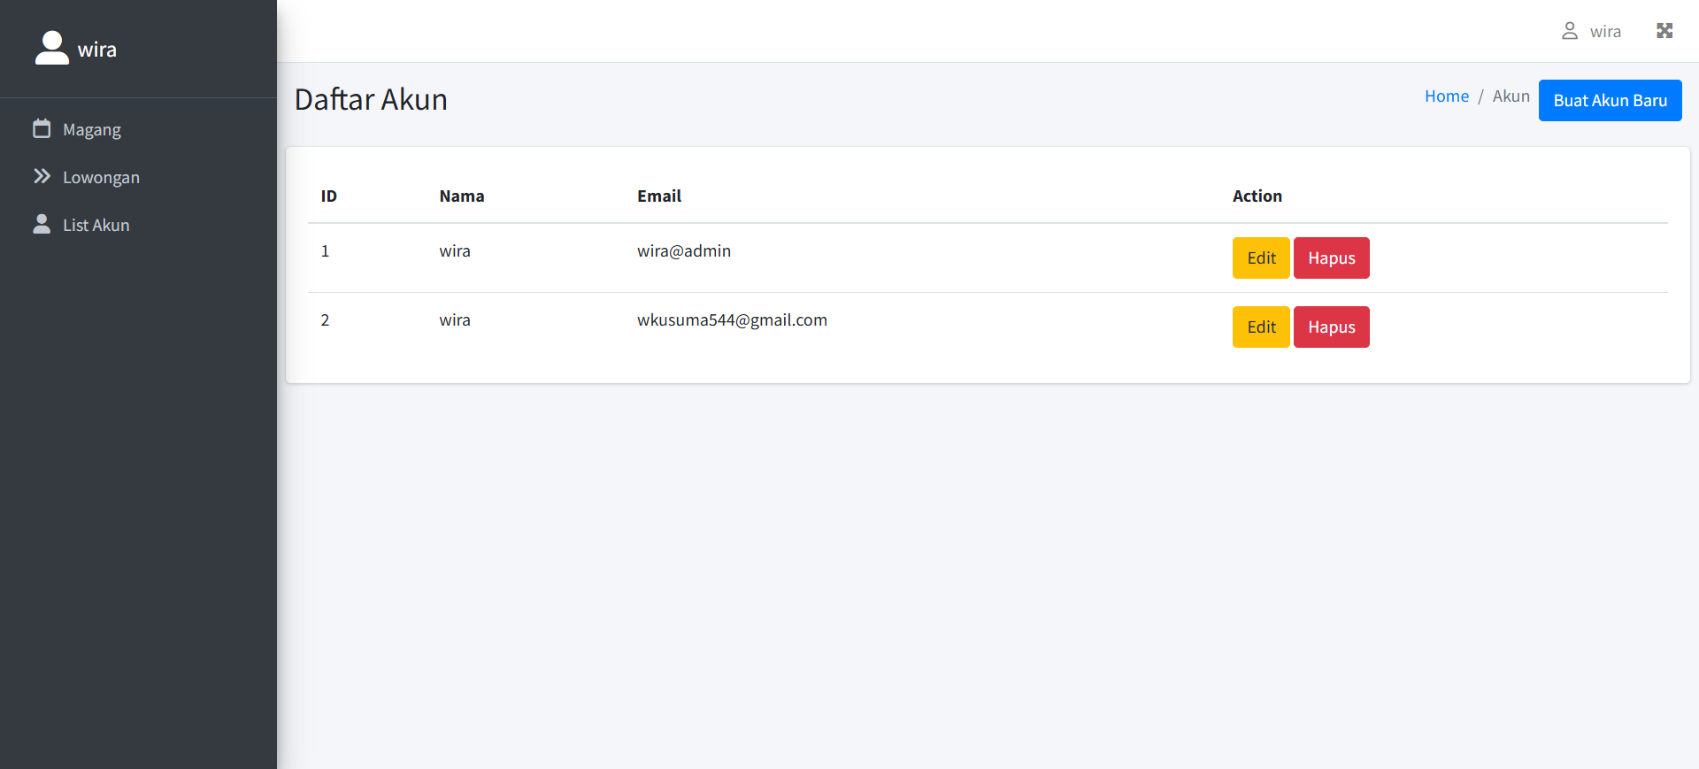 wira
Magang
Lowongan
List Akun
wira
Daftar Akun
Home / Akun
Buat Akun Baru
ID Nama Email Action
1 wira wira@admin Edit Hapus
2 wira wkusuma544@gmail.com Edit Hapus